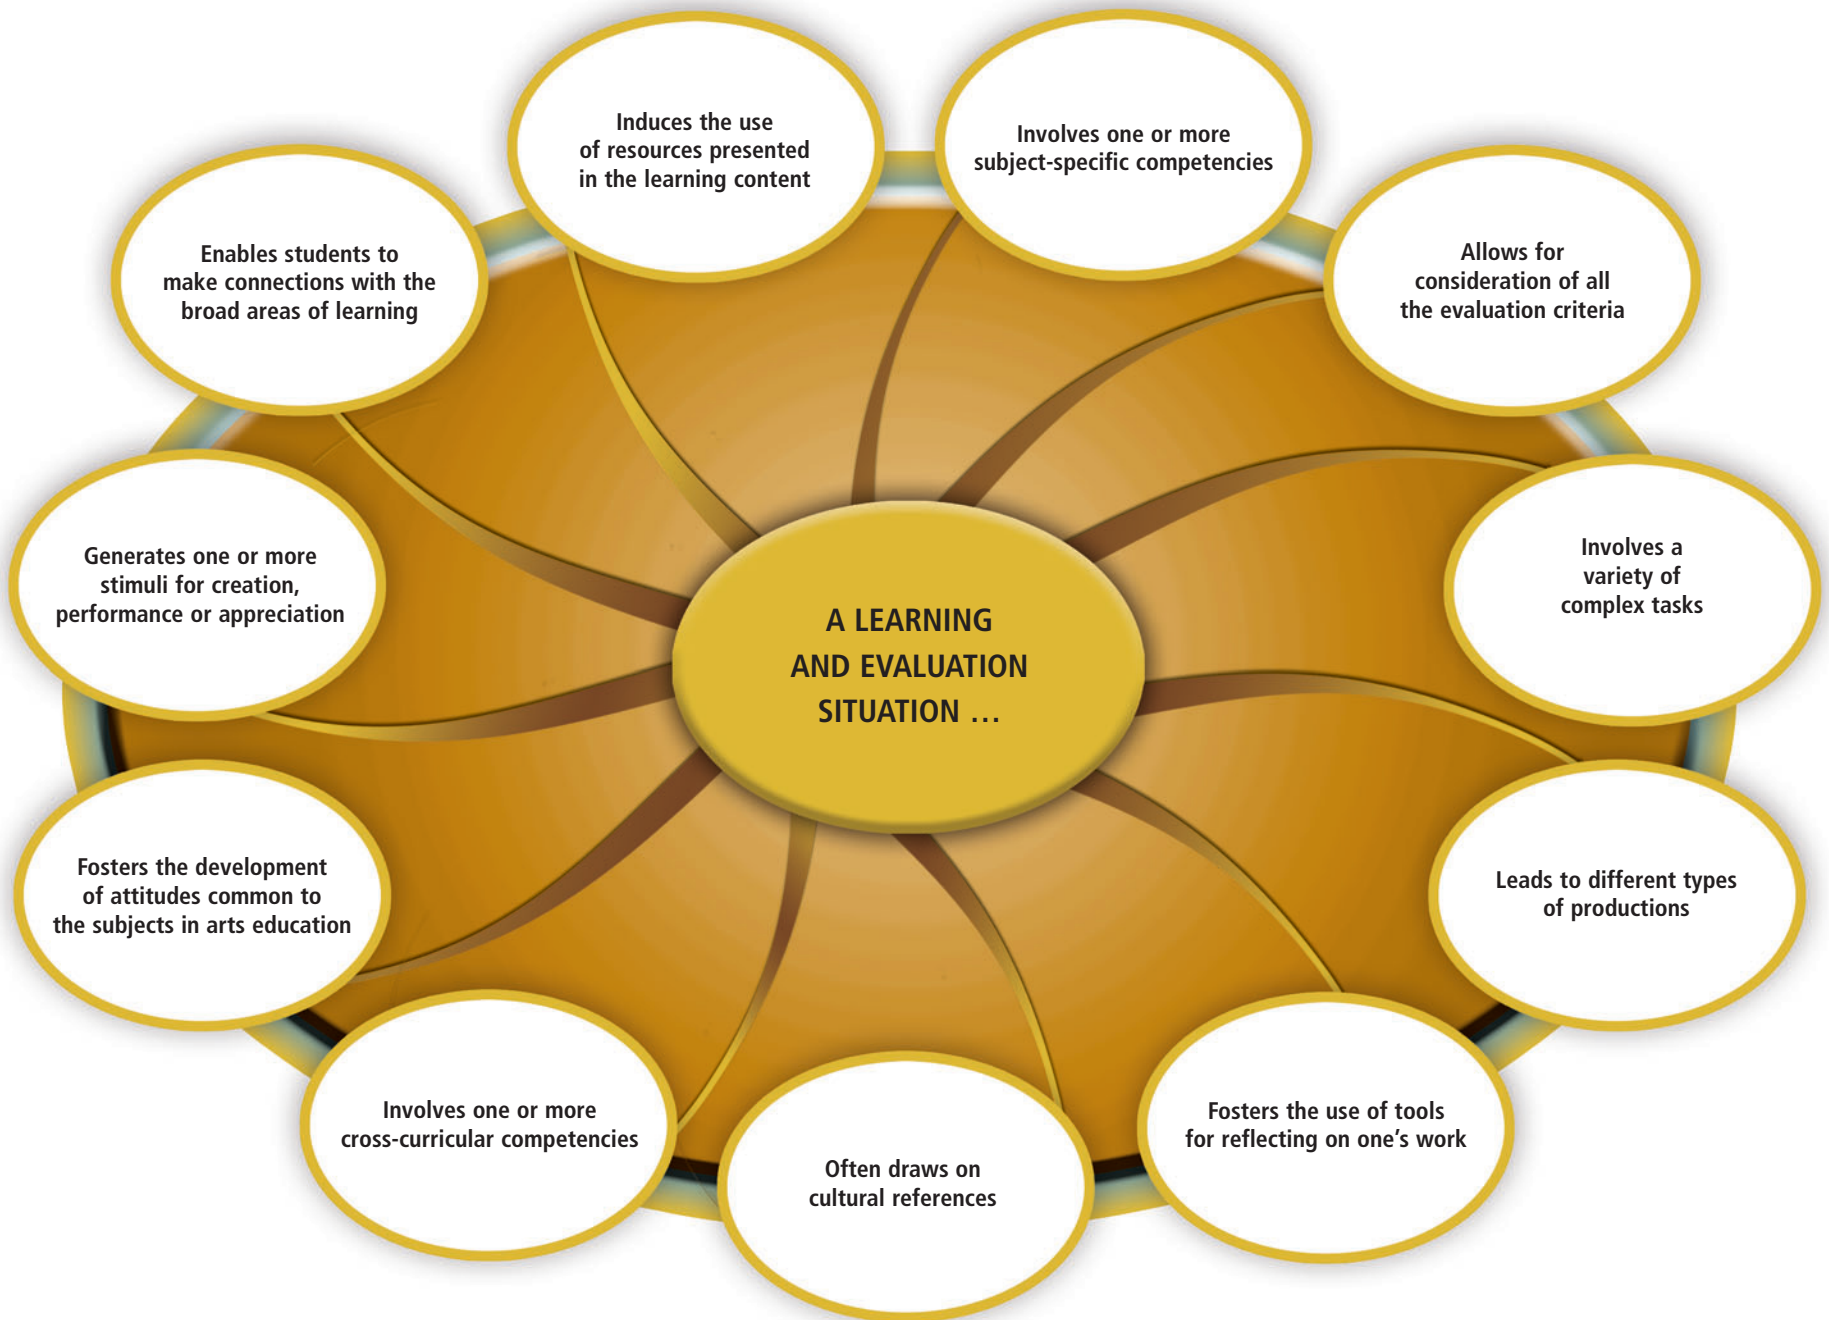 Induces the use
of resources presented
in the learning content
Involves one or more
subject-specific competencies
Enables students to
make connections with the
broad areas of learning
Allows for
consideration of all
the evaluation criteria
Generates one or more
stimuli for creation,
performance or appreciation
Involves a
variety of
complex tasks
A LEARNING
AND EVALUATION
SITUATION …
Fosters the development
of attitudes common to
the subjects in arts education
Leads to different types
of productions
Involves one or more
cross-curricular competencies
Fosters the use of tools
for reflecting on one’s work
Often draws on
cultural references